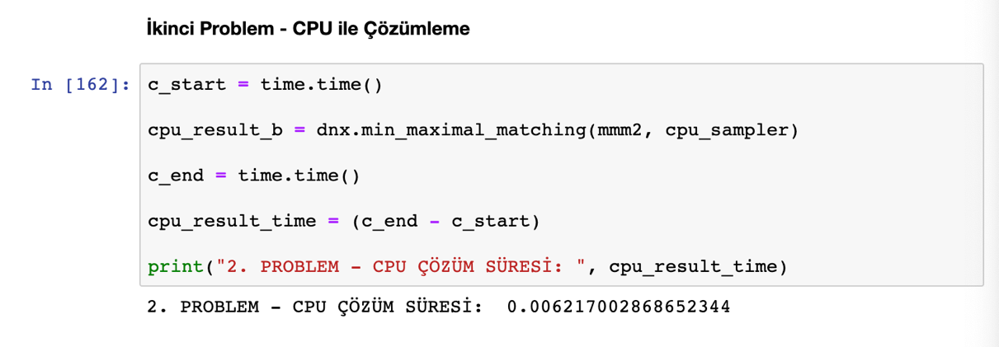 İkinci Problem - CPU ile Çözümleme
In [162]: c_start = time.time()
cpu_result_b = dnx.min_maximal_matching(mmm2, cpu_sampler)
c_end = time.time()
cpu_result_time = (c_end - c_start)
print("2. PROBLEM - CPU ÇÖZÜM SÜRESİ: ", cpu_result_time)
2. PROBLEM - CPU ÇÖZÜM SÜRESİ:  0.006217002868652344